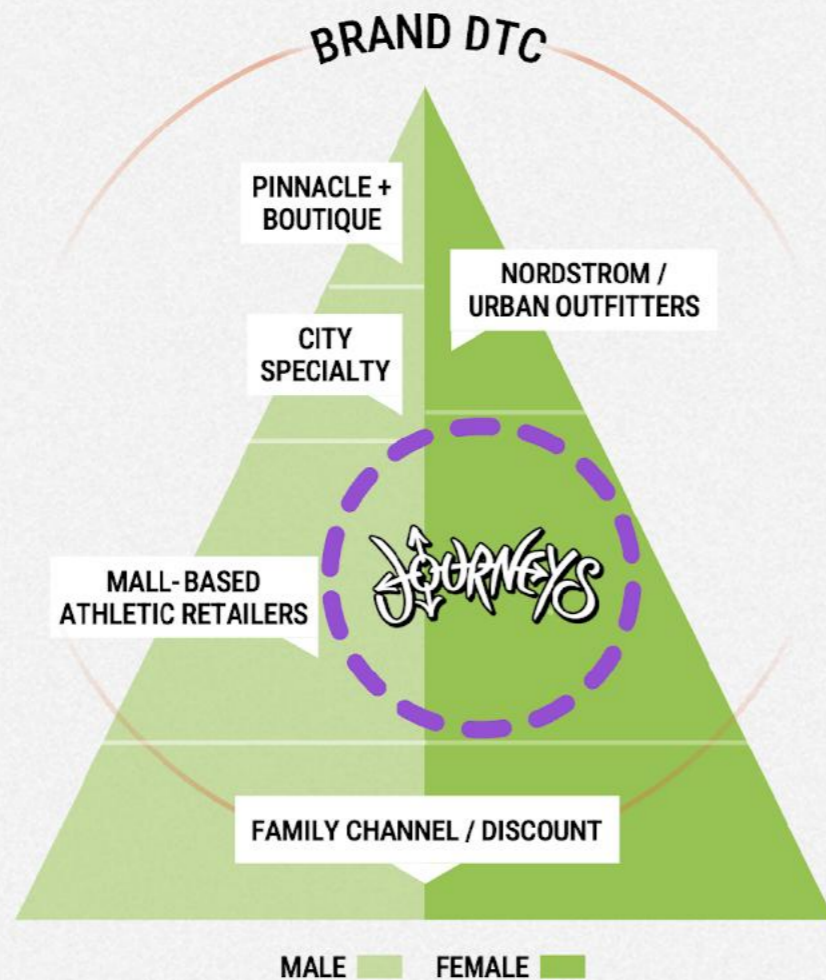 BRAND DTC
PINNACLE +
BOUTIQUE
NORDSTROM /
URBAN OUTFITTERS
CITY
SPECIALTY
JOURNEYS
MALL-BASED
ATHLETIC RETAILERS
FAMILY CHANNEL / DISCOUNT
MALE
FEMALE